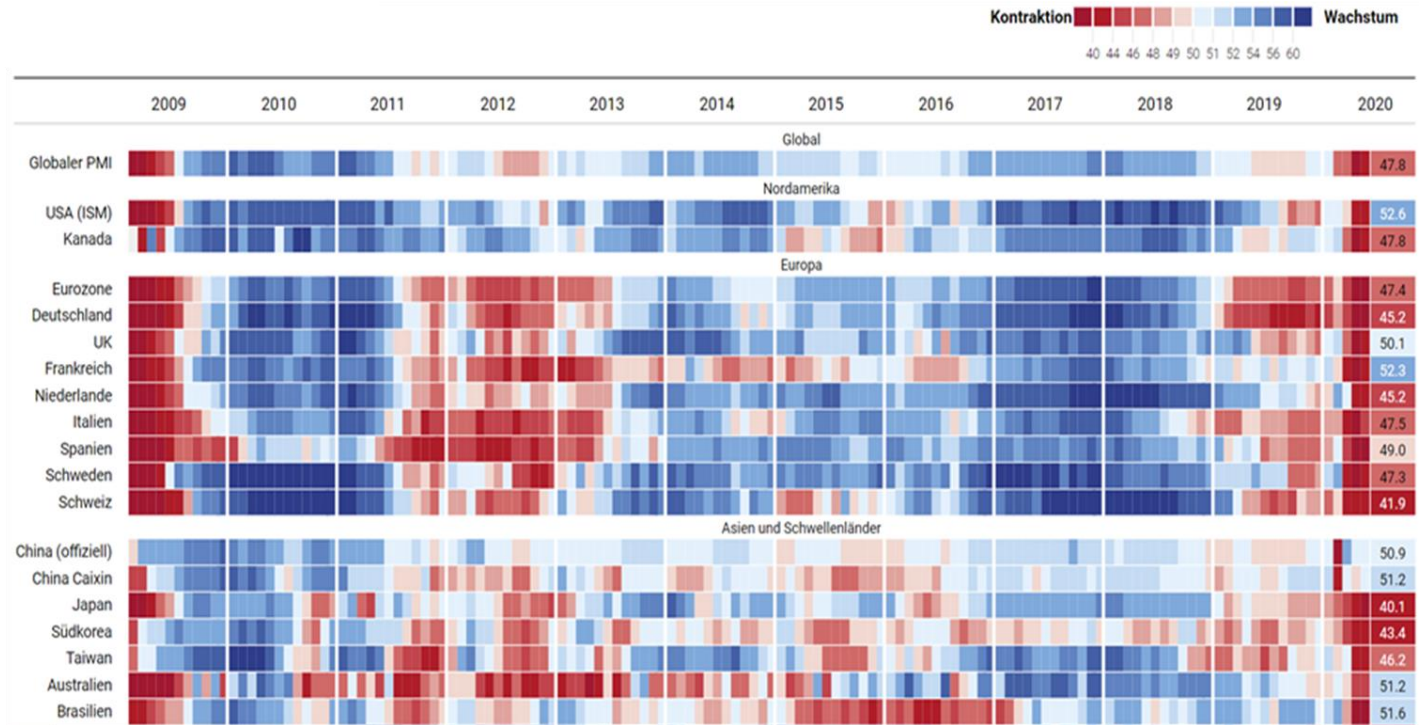 Kontraktion Wachstum
40 44 46 48 49 50 51 52 54 56 60
2009 2010 2011 2012 2013 2014 2015 2016 2017 2018 2019 2020
Global
Globaler PMI 47.8
Nordamerika
USA (ISM) 52.6
Kanada 47.8
Europa
Eurozone 47.4
Deutschland 45.2
UK 50.1
Frankreich 52.3
Niederlande 45.2
Italien 47.5
Spanien 49.0
Schweden 47.3
Schweiz 41.9
Asien und Schwellenländer
China (offiziell) 50.9
China Caixin 51.2
Japan 40.1
Südkorea 43.4
Taiwan 46.2
Australien 51.2
Brasilien 51.6